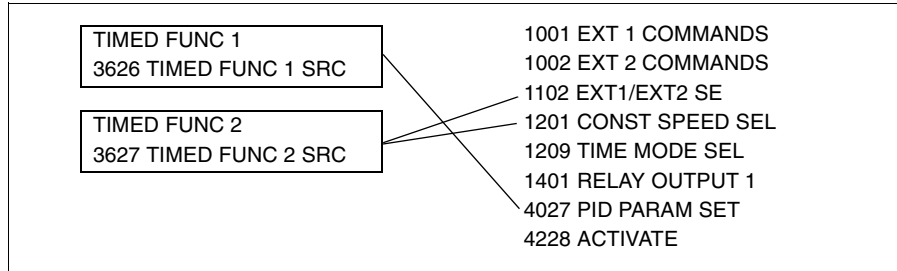 TIMED FUNC 1
3626 TIMED FUNC 1 SRC
TIMED FUNC 2
3627 TIMED FUNC 2 SRC
1001 EXT 1 COMMANDS
1002 EXT 2 COMMANDS
1102 EXT1/EXT2 SE
1201 CONST SPEED SEL
1209 TIME MODE SEL
1401 RELAY OUTPUT 1
4027 PID PARAM SET
4228 ACTIVATE